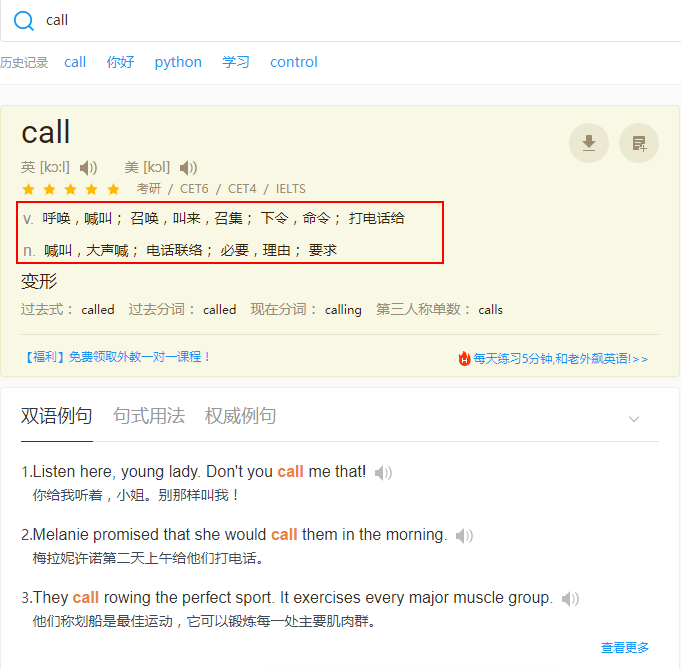 call
历史记录 call 你好 python 学习 control
call
英 [kɔːl] 美 [kɔl]
考研 / CET6 / CET4 / IELTS
v. 呼唤，喊叫； 召唤，叫来，召集； 下令，命令； 打电话给
n. 喊叫，大声喊； 电话联络； 必要，理由； 要求
变形
过去式： called 过去分词： called 现在分词： calling 第三人称单数： calls
【福利】免费领取外教一对一课程！ 每天练习5分钟,和老外飙英语!>>
双语例句 句式用法 权威例句
1.Listen here, young lady. Don't you call me that!
你给我听着，小姐。别那样叫我！
2.Melanie promised that she would call them in the morning.
梅拉妮许诺第二天上午给他们打电话。
3.They call rowing the perfect sport. It exercises every major muscle group.
他们称划船是最佳运动，它可以锻炼每一处主要肌肉群。
查看更多